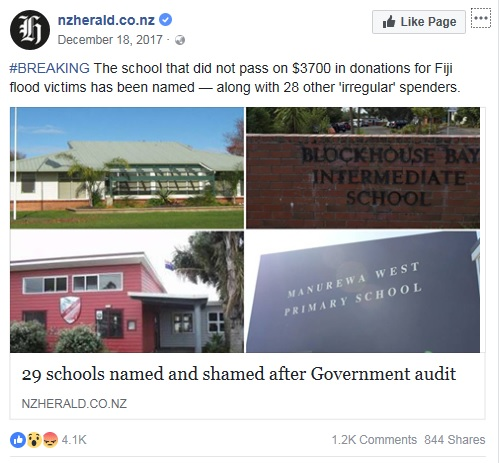 nzherald.co.nz
Like Page
December 18, 2017 ·
#BREAKING The school that did not pass on $3700 in donations for Fiji
flood victims has been named — along with 28 other 'irregular' spenders.
BLOCKHOUSE BAY
INTERMEDIATE
SCHOOL
MANUREWA WEST
PRIMARY SCHOOL
29 schools named and shamed after Government audit
NZHERALD.CO.NZ
4.1K
1.2K Comments 844 Shares